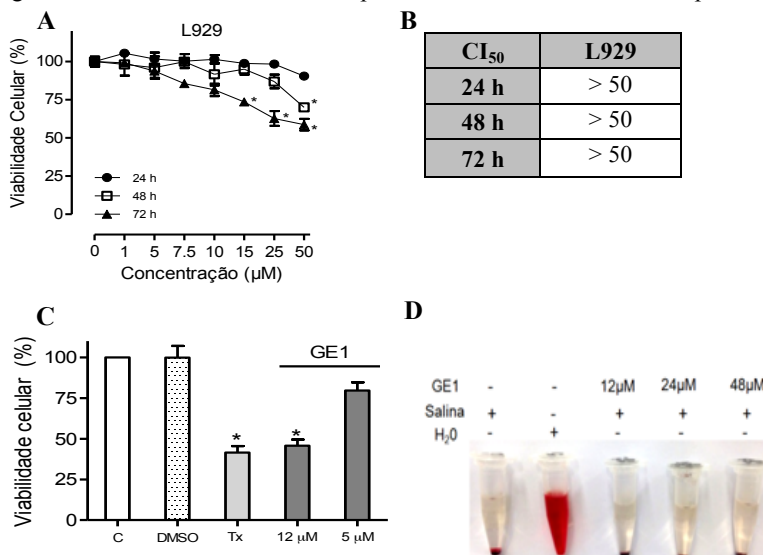 A
L929
Viabilidade Celular (%)
100
75
50
25
0
24 h
48 h
72 h
*
*
*
*
0 1 5 7.5 10 15 25 50
Concentração (µM)
B
CI50 L929
24 h > 50
48 h > 50
72 h > 50
C
Viabilidade celular (%)
100
75
50
25
0
GE1
* *
C DMSO Tx 12 µM 5 µM
D
GE1 - - 12µM 24µM 48µM
Salina + - + + +
H20 - + - - -